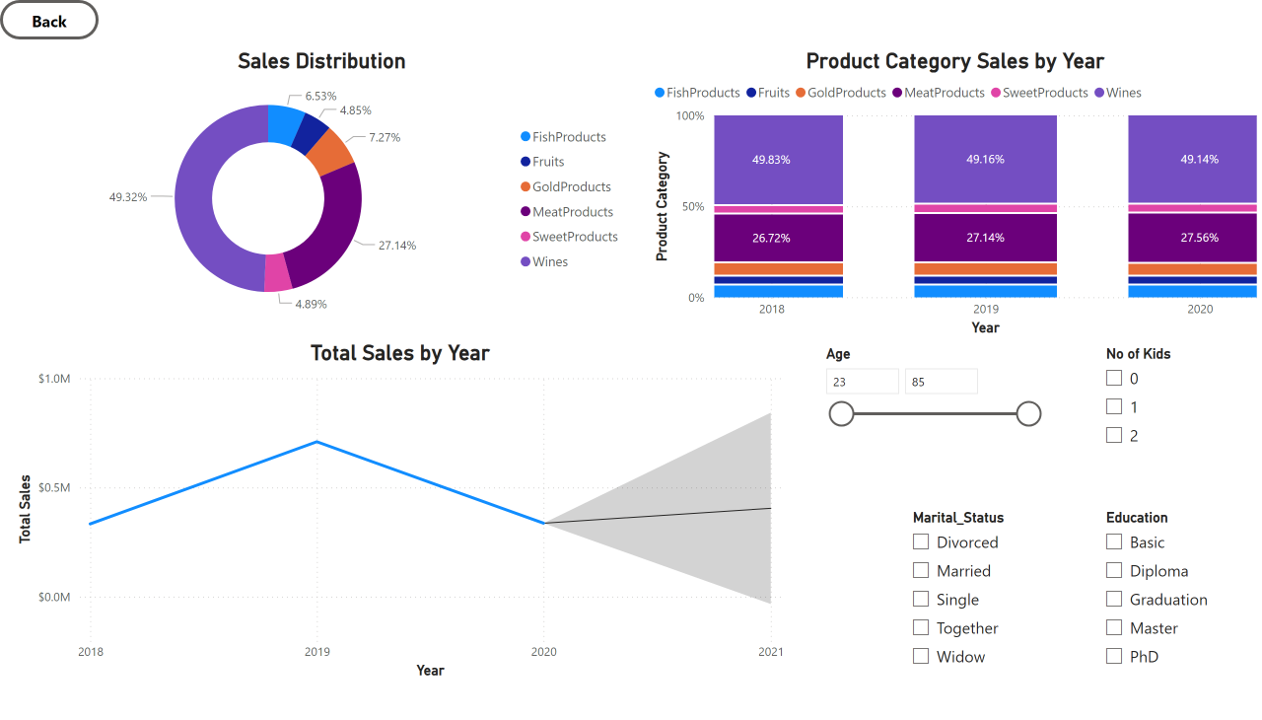 Back
Sales Distribution
6.53%
4.85%
7.27%
49.32%
27.14%
4.89%
FishProducts
Fruits
GoldProducts
MeatProducts
SweetProducts
Wines
Product Category Sales by Year
FishProducts Fruits GoldProducts MeatProducts SweetProducts Wines
Product Category
100%
50%
0%
49.83% 49.16% 49.14%
26.72% 27.14% 27.56%
2018 2019 2020
Year
Total Sales by Year
Total Sales
$1.0M
$0.5M
$0.0M
2018 2019 2020 2021
Year
Age
23 85
No of Kids
0
1
2
Marital_Status
Divorced
Married
Single
Together
Widow
Education
Basic
Diploma
Graduation
Master
PhD